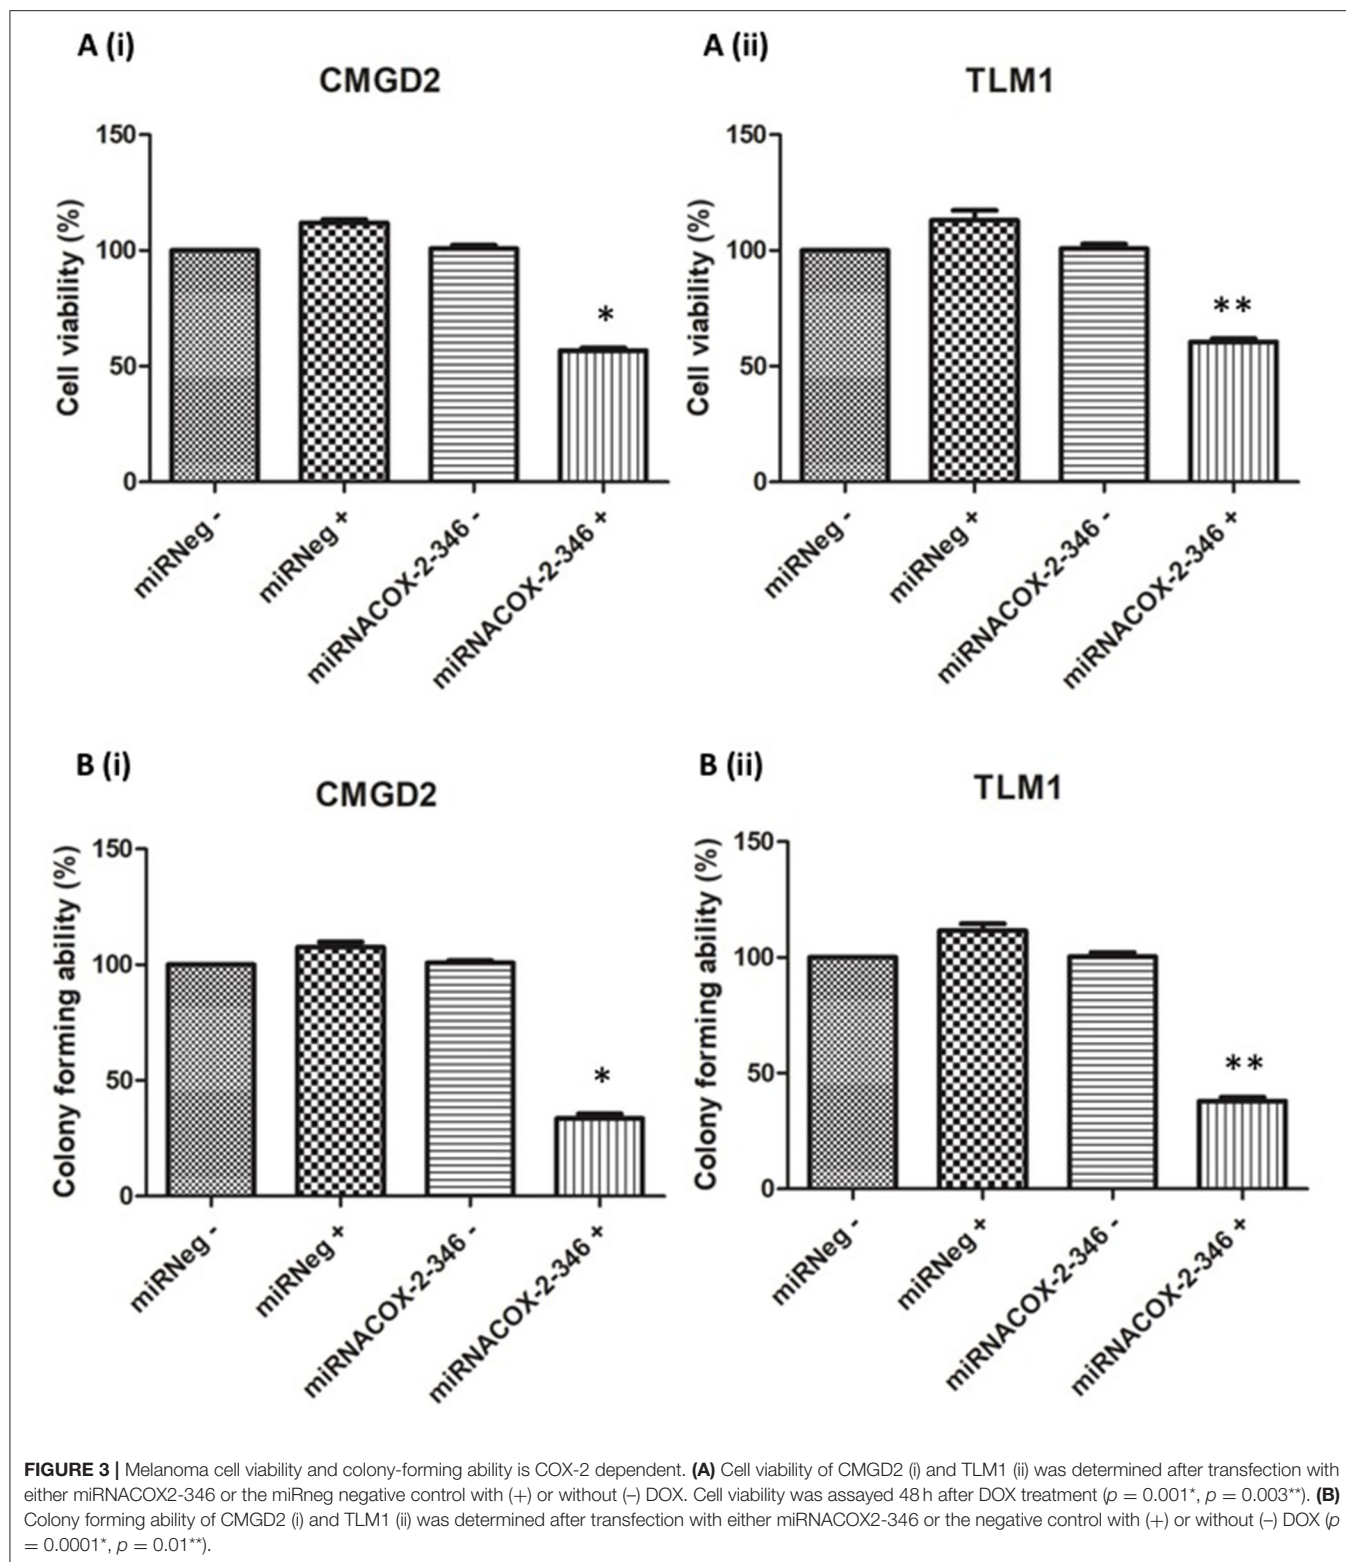 A (i)
CMGD2
150
100
50
0
Cell viability (%)
*
miRNeg -
miRNeg +
miRNACOX-2-346 -
miRNACOX-2-346 +
A (ii)
TLM1
150
100
50
0
Cell viability (%)
**
miRNeg -
miRNeg +
miRNACOX-2-346 -
miRNACOX-2-346 +
B (i)
CMGD2
150
100
50
0
Colony forming ability (%)
*
miRNeg -
miRNeg +
miRNACOX-2-346 -
miRNACOX-2-346 +
B (ii)
TLM1
150
100
50
0
Colony forming ability (%)
**
miRNeg -
miRNeg +
miRNACOX-2-346 -
miRNACOX-2-346 +
FIGURE 3 | Melanoma cell viability and colony-forming ability is COX-2 dependent. (A) Cell viability of CMGD2 (i) and TLM1 (ii) was determined after transfection with
either miRNACOX2-346 or the miRneg negative control with (+) or without (–) DOX. Cell viability was assayed 48 h after DOX treatment (p = 0.001*, p = 0.003**). (B)
Colony forming ability of CMGD2 (i) and TLM1 (ii) was determined after transfection with either miRNACOX2-346 or the negative control with (+) or without (–) DOX (p
= 0.0001*, p = 0.01**).